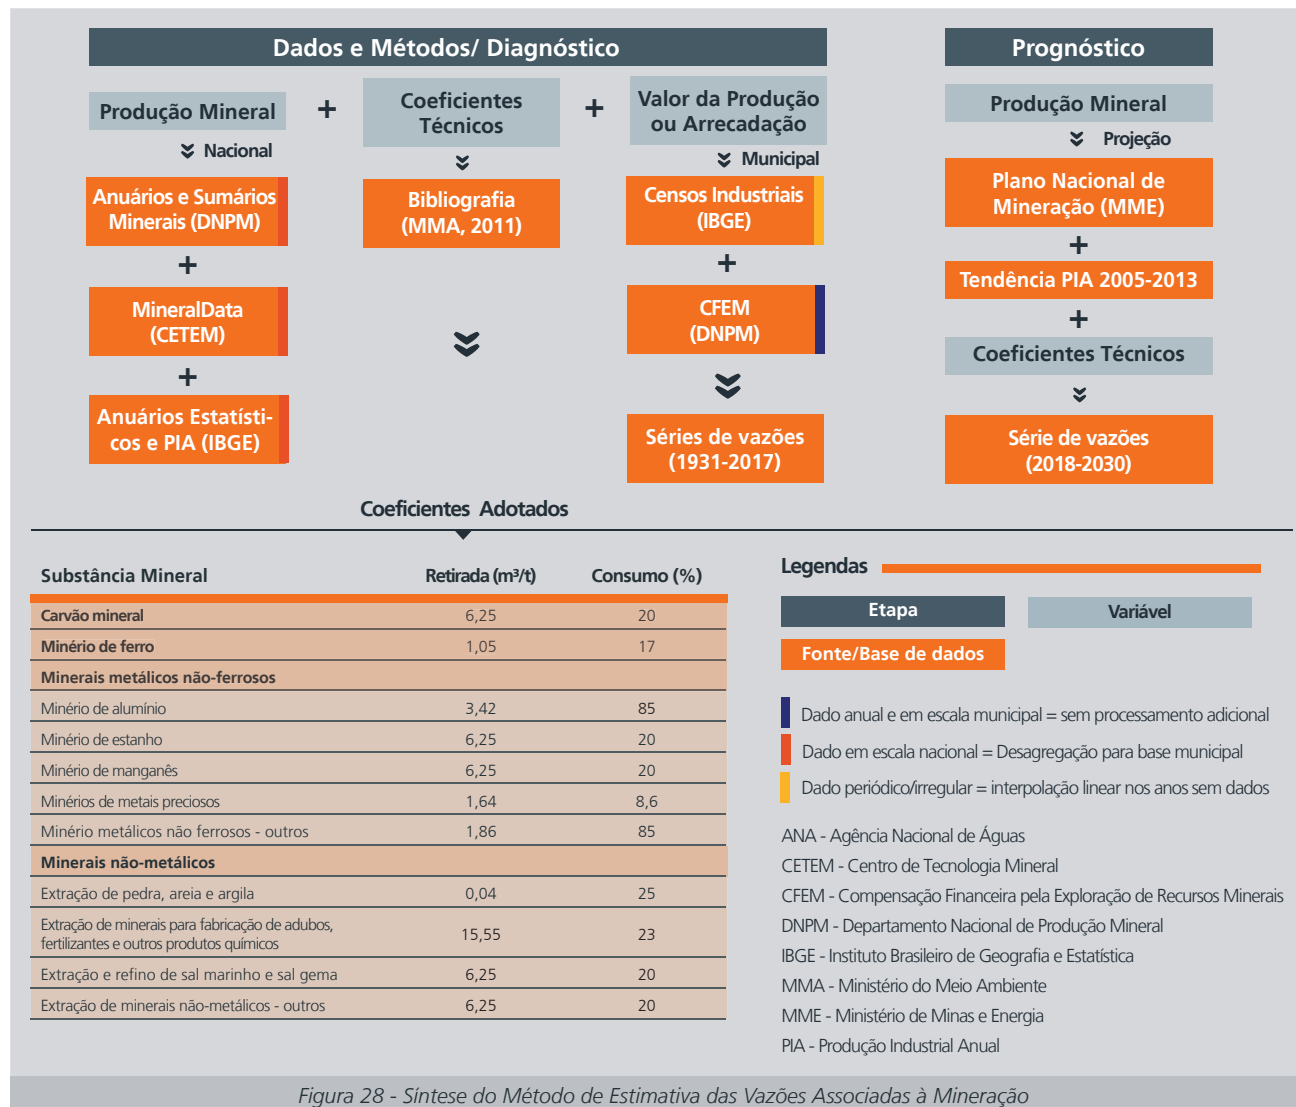 Dados e Métodos/ Diagnóstico
Produção Mineral
+
Coeficientes
Técnicos
+
Valor da Produção
ou Arrecadação
Nacional
Municipal
Anuários e Sumários
Minerais (DNPM)
Bibliografia
(MMA, 2011)
Censos Industriais
(IBGE)
+
+
MineralData
(CETEM)
CFEM
(DNPM)
+
Anuários Estatísti-
cos e PIA (IBGE)
Séries de vazões
(1931-2017)
Prognóstico
Produção Mineral
Projeção
Plano Nacional de
Mineração (MME)
+
Tendência PIA 2005-2013
+
Coeficientes Técnicos
Série de vazões
(2018-2030)
Coeficientes Adotados
Substância Mineral Retirada (m³/t) Consumo (%)
Carvão mineral 6,25 20
Minério de ferro 1,05 17
Minerais metálicos não-ferrosos
Minério de alumínio 3,42 85
Minério de estanho 6,25 20
Minério de manganês 6,25 20
Minérios de metais preciosos 1,64 8,6
Minério metálicos não ferrosos - outros 1,86 85
Minerais não-metálicos
Extração de pedra, areia e argila 0,04 25
Extração de minerais para fabricação de adubos,
fertilizantes e outros produtos químicos 15,55 23
Extração e refino de sal marinho e sal gema 6,25 20
Extração de minerais não-metálicos - outros 6,25 20
Legendas
Etapa
Variável
Fonte/Base de dados
Dado anual e em escala municipal = sem processamento adicional
Dado em escala nacional = Desagregação para base municipal
Dado periódico/irregular = interpolação linear nos anos sem dados
ANA - Agência Nacional de Águas
CETEM - Centro de Tecnologia Mineral
CFEM - Compensação Financeira pela Exploração de Recursos Minerais
DNPM - Departamento Nacional de Produção Mineral
IBGE - Instituto Brasileiro de Geografia e Estatística
MMA - Ministério do Meio Ambiente
MME - Ministério de Minas e Energia
PIA - Produção Industrial Anual
Figura 28 - Síntese do Método de Estimativa das Vazões Associadas à Mineração